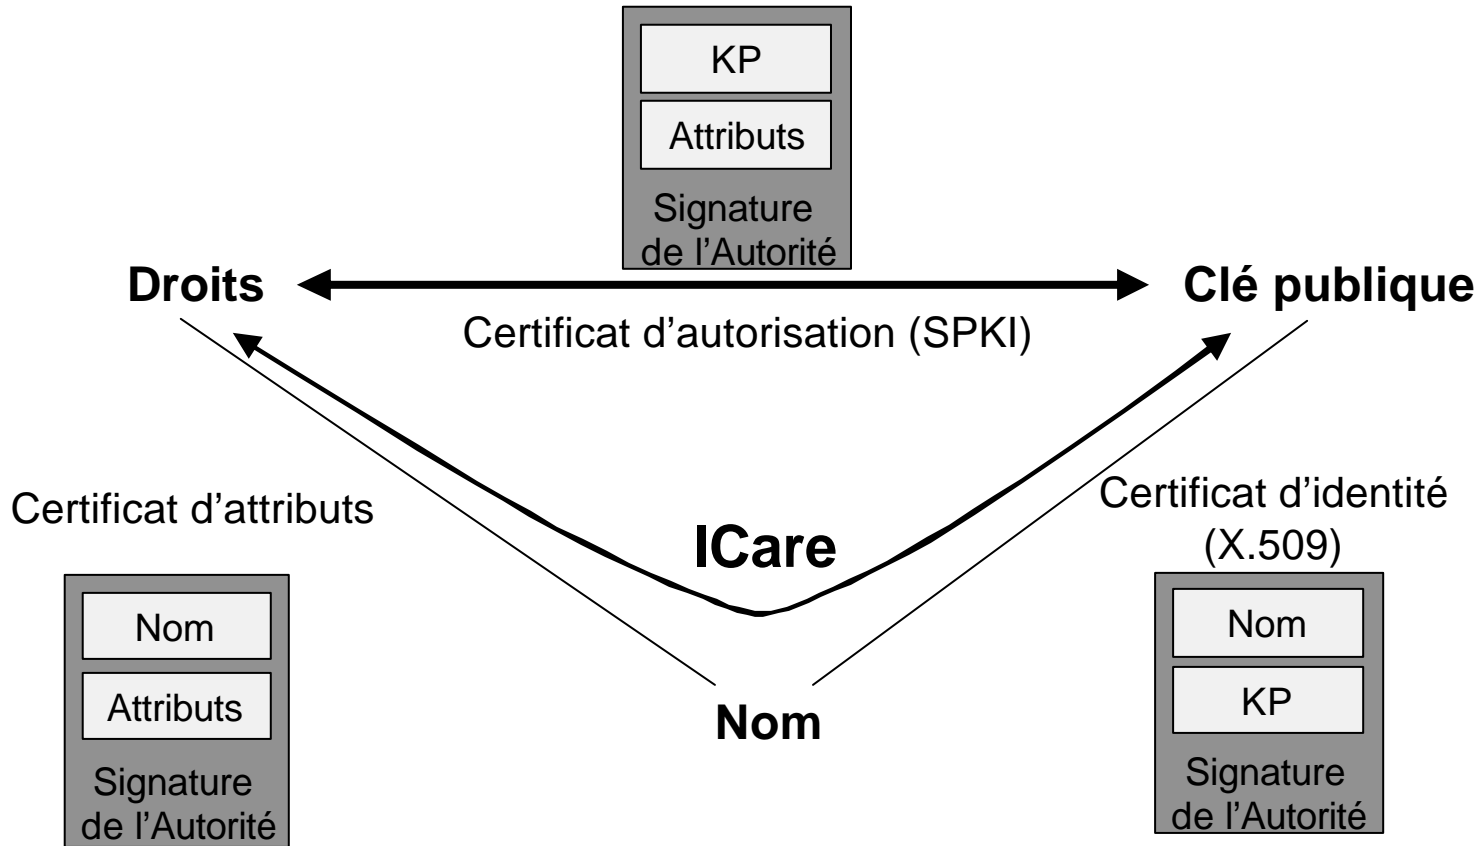 KP
Attributs
Signature
de l’Autorité
Droits
Clé publique
Certificat d’autorisation (SPKI)
Certificat d’attributs
ICare
Certificat d’identité
(X.509)
Nom
Attributs
Signature
de l’Autorité
Nom
Nom
KP
Signature
de l’Autorité